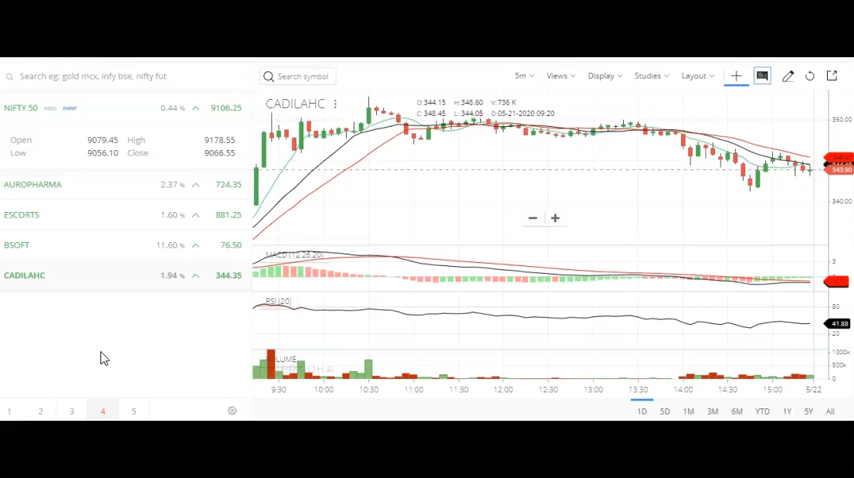 Search eg: gold mcx, infy bse, nifty fut
NIFTY 50 INDEX EVENT 0.44 % 9106.25
Open 9079.45 High 9178.55
Low 9056.10 Close 9066.55
AUROPHARMA 2.37 % 724.35
ESCORTS 1.60 % 881.25
BSOFT 11.60 % 76.50
CADILAHC 1.94 % 344.35
1 2 3 4 5
Search symbol 5m Views Display Studies Layout
CADILAHC O:344.15 H:348.60 V:736 K
C:348.45 L:344.05 D:05-21-2020 09:20
350.00
343.90
340.00
MACD(12,26,20)
3
RSI (20)
80
41.88
20
VOLUME
1000k
500k
0
9:30 10:00 10:30 11:00 11:30 12:00 12:30 13:00 13:30 14:00 14:30 15:00 5/22
1D 5D 1M 3M 6M YTD 1Y 5Y All